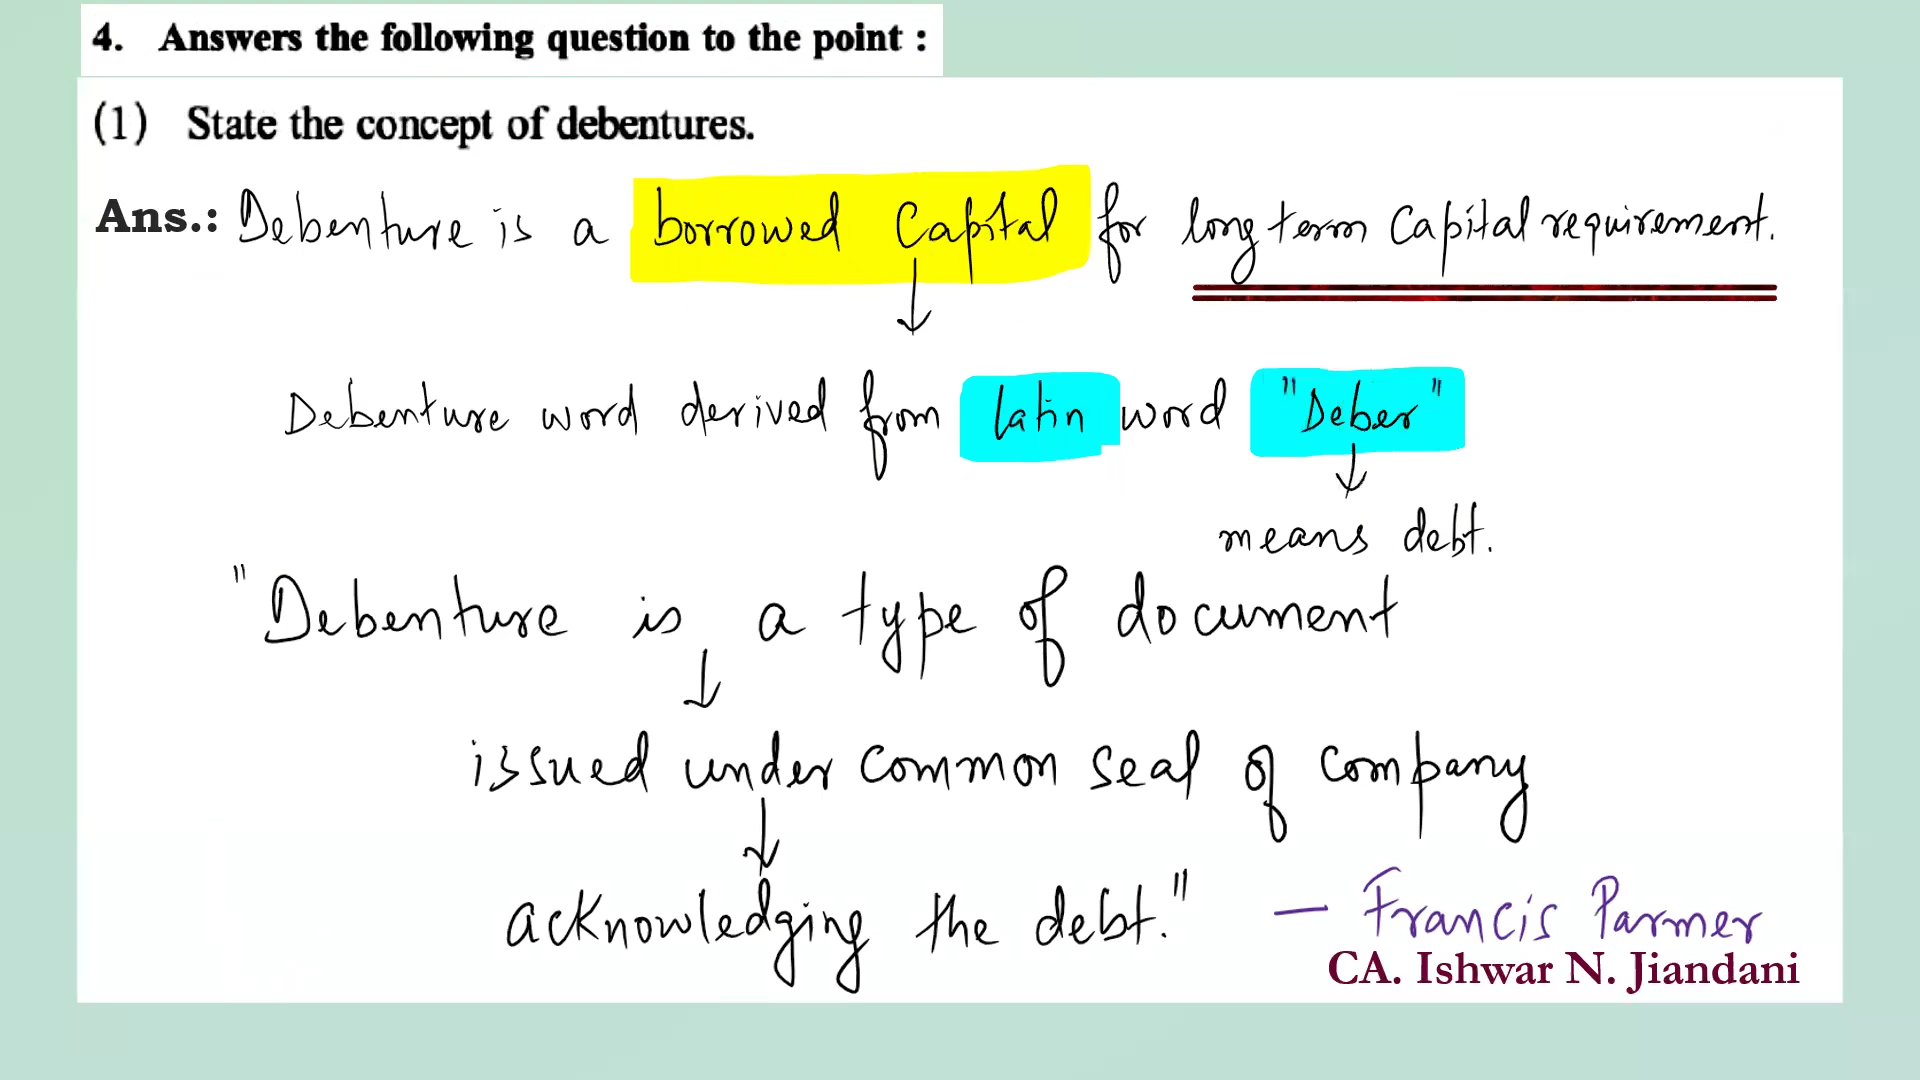 4. Answers the following question to the point :
(1) State the concept of debentures.
Ans.: Debenture is a borrowed Capital for long term Capital requirement.
Debenture word derived from latin word "Deber"
means debt.
"Debenture is a type of document
issued under common seal of company
acknowledging the debt." — Francis Parmer
CA. Ishwar N. Jiandani